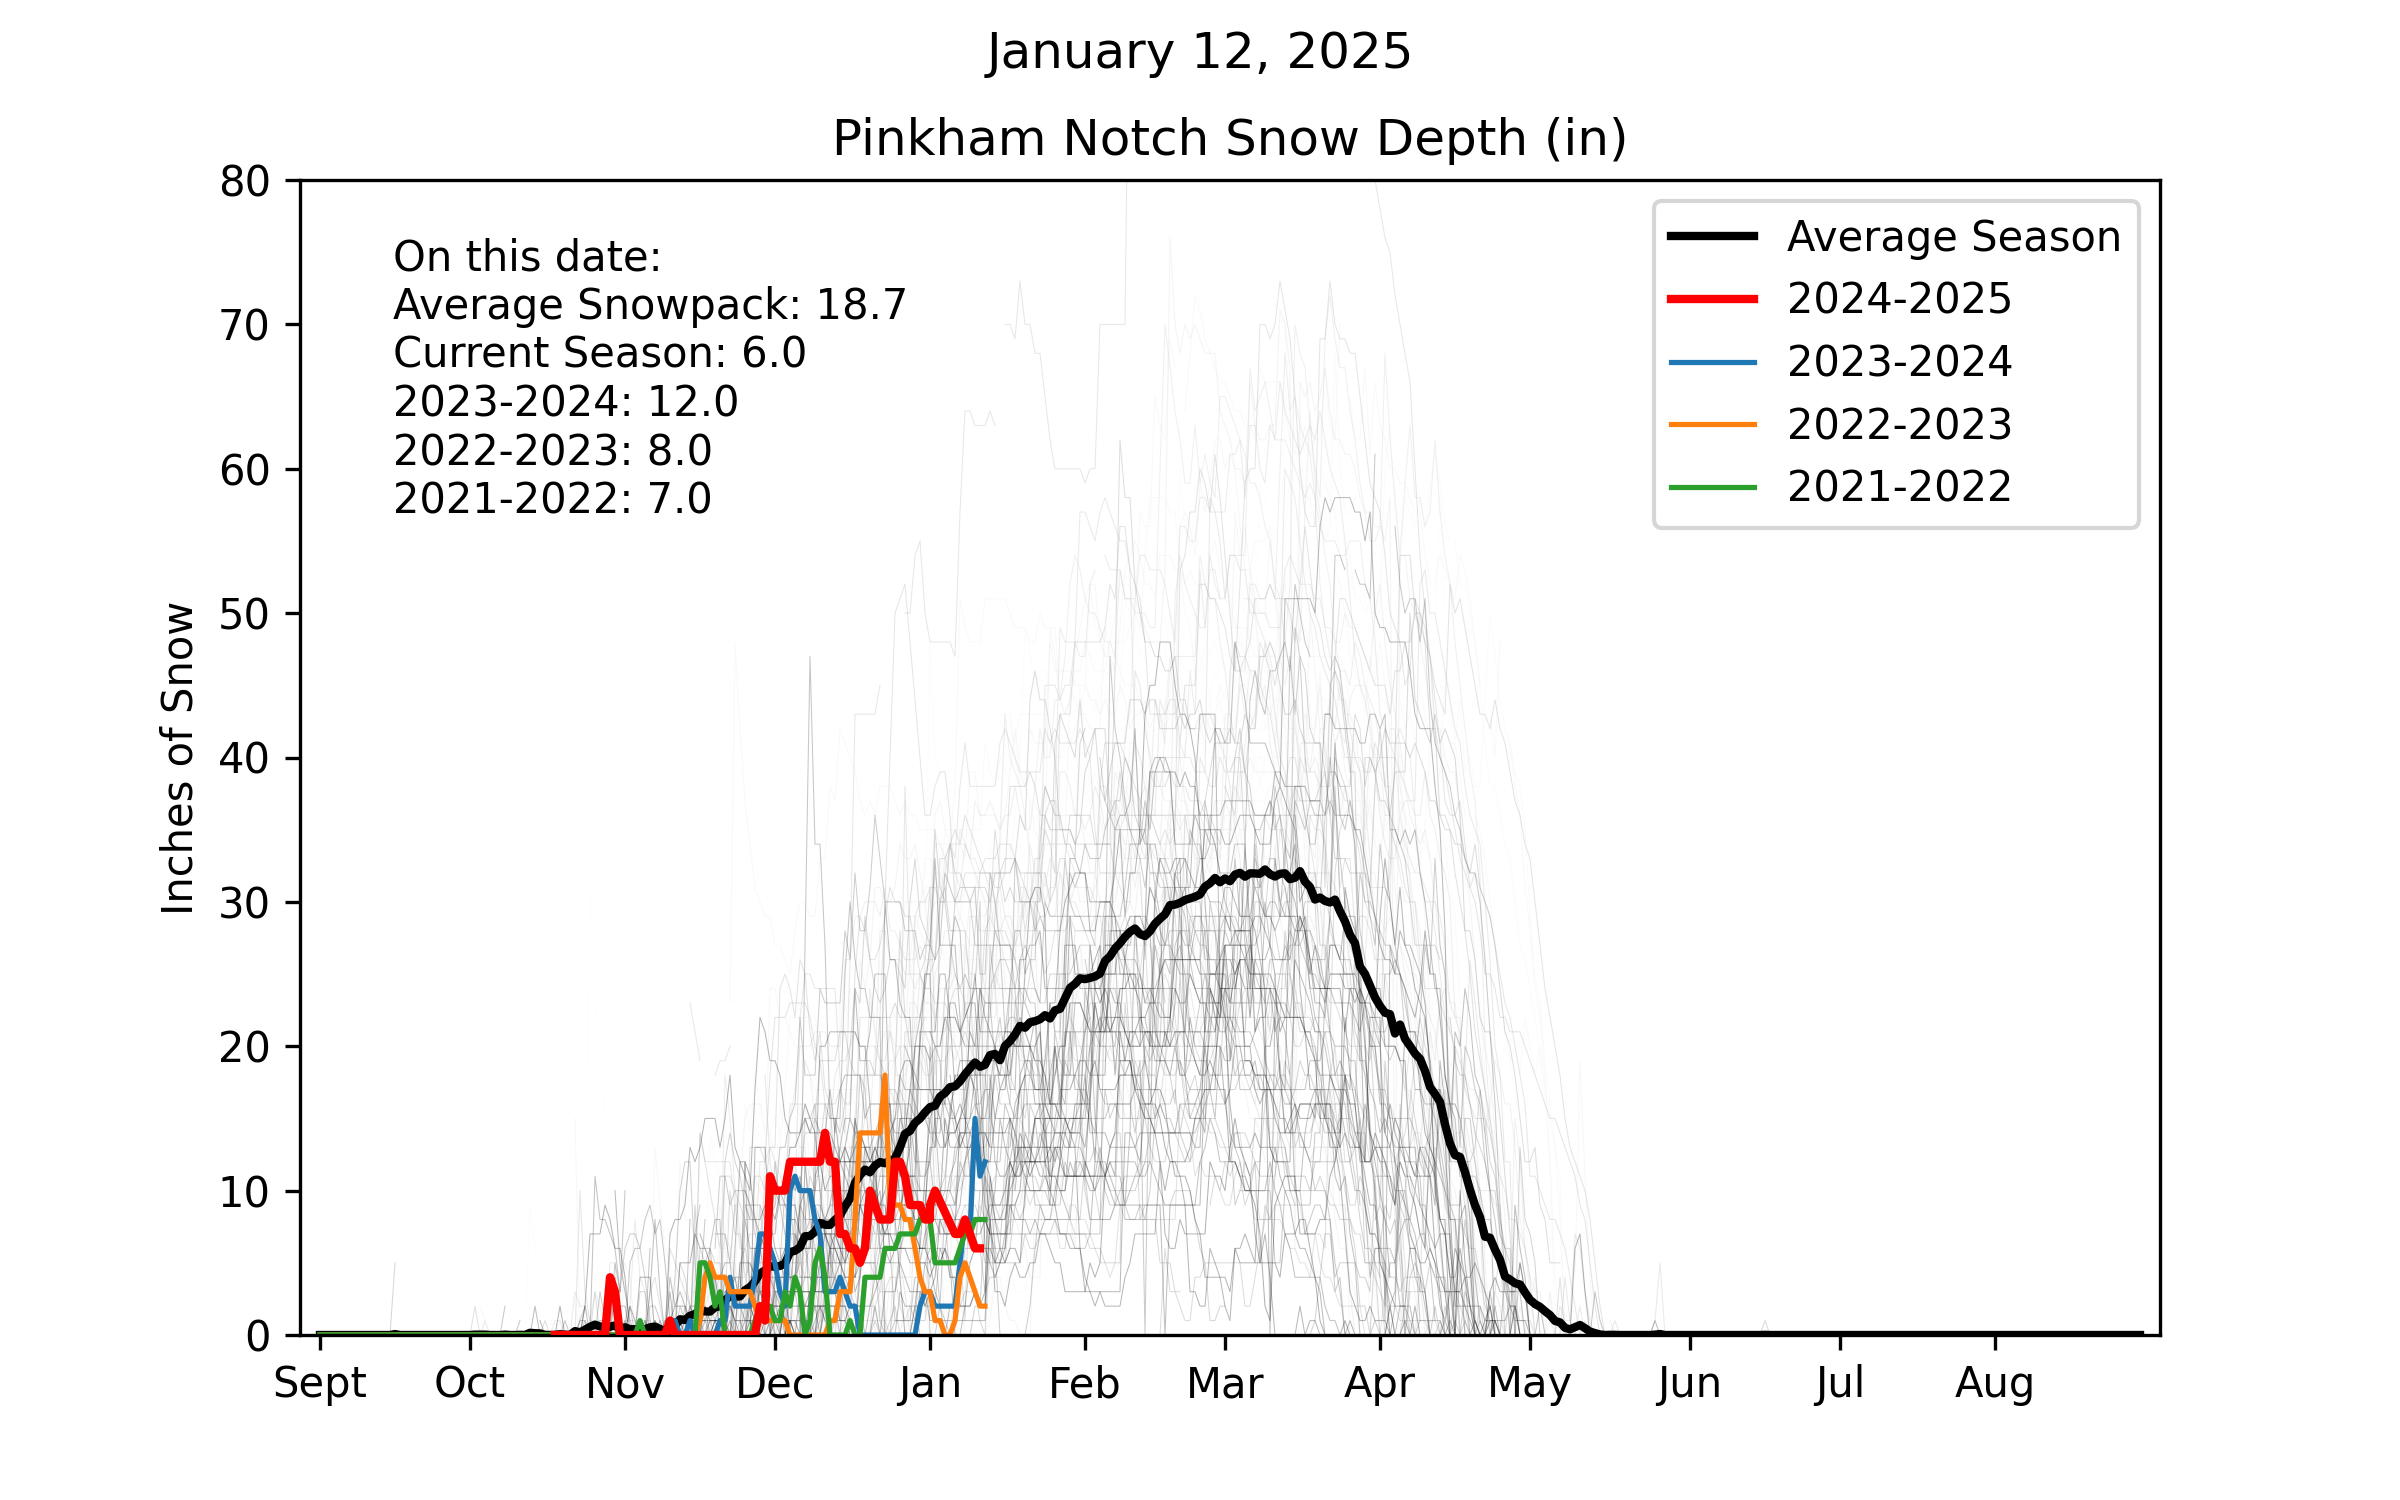 January 12, 2025
Pinkham Notch Snow Depth (in)
80
70
60
50
40
30
20
10
0
Inches of Snow
On this date:
Average Snowpack: 18.7
Current Season: 6.0
2023-2024: 12.0
2022-2023: 8.0
2021-2022: 7.0
Average Season
2024-2025
2023-2024
2022-2023
2021-2022
Sept Oct Nov Dec Jan Feb Mar Apr May Jun Jul Aug